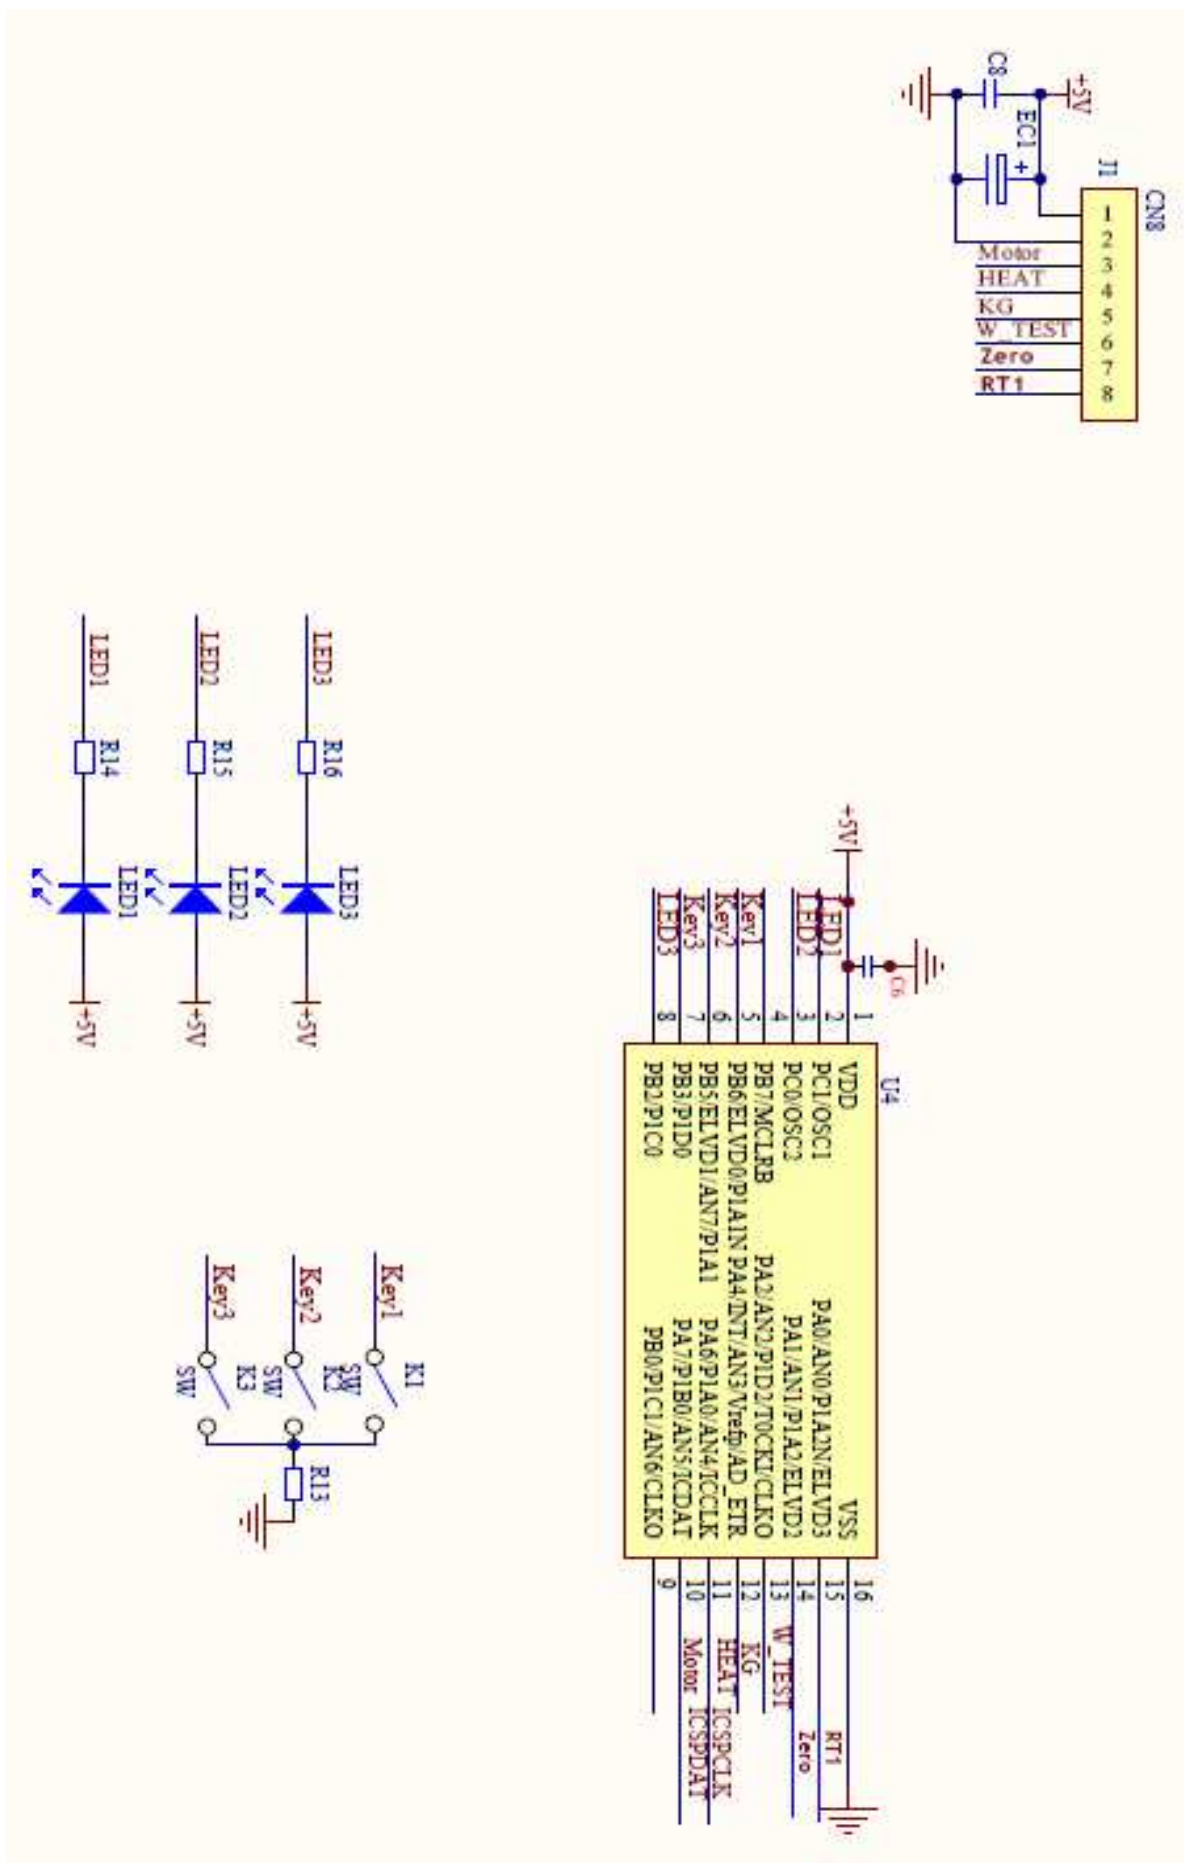 C8
+5V
EC1
+
J1
CN8
1
2
Motor
3
HEAT
4
KG
5
W_TEST
6
Zero
7
RT1
8
LED1
R14
LED1
+5V
LED2
R15
LED2
+5V
LED3
R16
LED3
+5V
+5V
C6
U4
1
VDD
LED1
2
PC1/OSC1
LED2
3
PC0/OSC2
4
PB7/MCLRB
Key1
5
PB6/ELVD0/P1A1N
Key2
6
PB5/ELVD1/AN7/P1A1
Key3
7
PB3/P1D0
LED3
8
PB2/P1C0
VSS
16
PA0/AN0/P1A2N/ELVD3
15
RT1
PA1/AN1/P1A2/ELVD2
14
Zero
PA2/AN2/P1D2/T0CKI/CLKO
13
W_TEST
PA4/INT/AN3/Vrefp/AD_ETR
12
KG
PA6/P1A0/AN4/ICCLK
11
HEAT ICSPCLK
PA7/P1B0/AN5/ICDAT
10
Motor ICSPDAT
PB0/P1C1/AN6/CLKO
9
Key1
K1
SW
Key2
K2
SW
Key3
K3
SW
R13